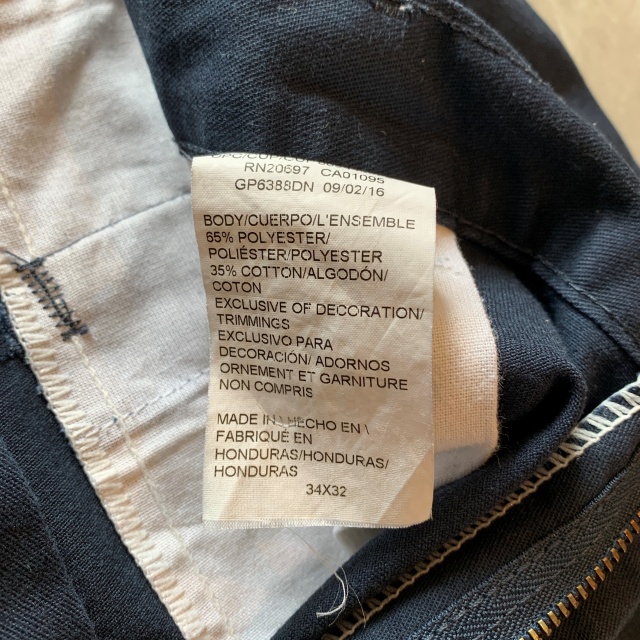 RN20697 CA01095
GP6388DN 09/02/16
BODY/CUERPO/L'ENSEMBLE
65% POLYESTER/
POLIÉSTER/POLYESTER
35% COTTON/ALGODÓN/
COTON
EXCLUSIVE OF DECORATION/
TRIMMINGS
EXCLUSIVO PARA
DECORACIÓN/ ADORNOS
ORNEMENT ET GARNITURE
NON COMPRIS
MADE IN \ HECHO EN \
FABRIQUÉ EN
HONDURAS/HONDURAS/
HONDURAS
34X32